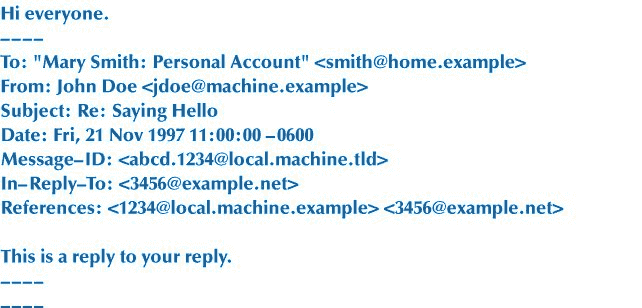 Hi everyone.
----
To: "Mary Smith: Personal Account" <smith@home.example>
From: John Doe <jdoe@machine.example>
Subject: Re: Saying Hello
Date: Fri, 21 Nov 1997 11:00:00 -0600
Message-ID: <abcd.1234@local.machine.tld>
In-Reply-To: <3456@example.net>
References: <1234@local.machine.example> <3456@example.net>

This is a reply to your reply.
----
----